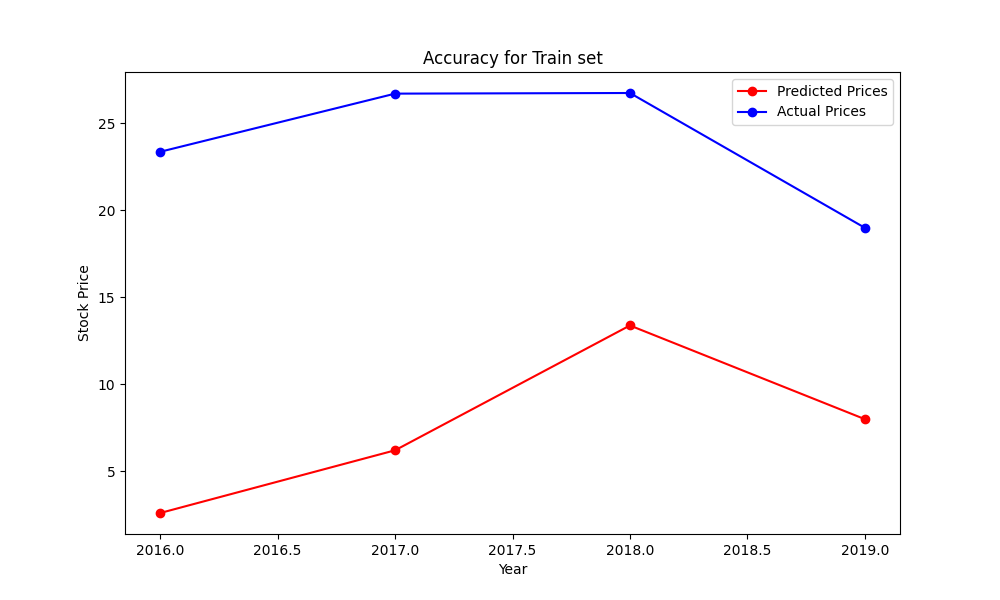 Accuracy for Train set
Predicted Prices
Actual Prices
25
20
15
10
5
Stock Price
2016.0 2016.5 2017.0 2017.5 2018.0 2018.5 2019.0
Year